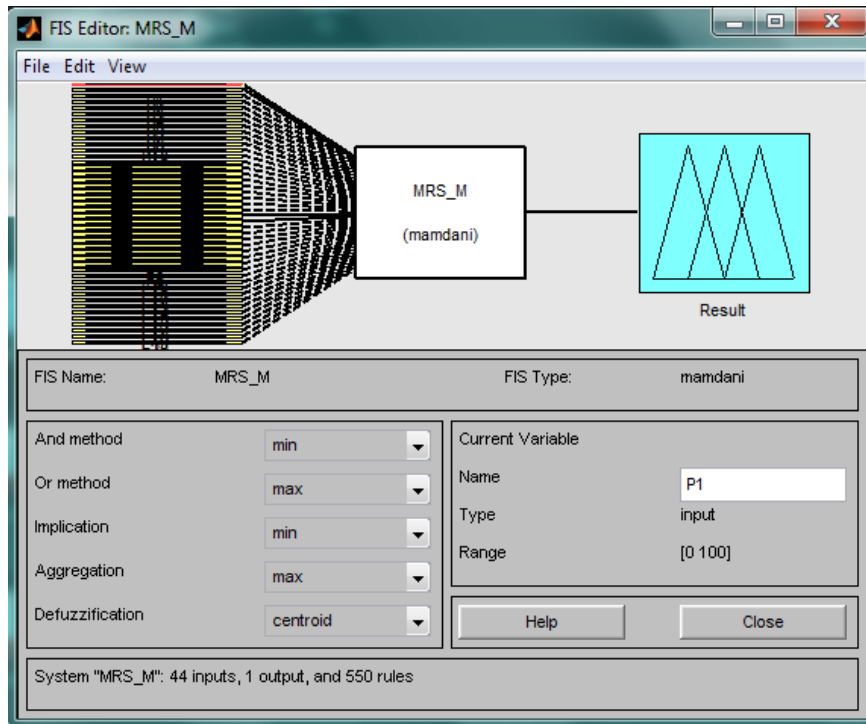 FIS Editor: MRS_M
File Edit View
MRS_M
(mamdani)
Result
FIS Name: MRS_M FIS Type: mamdani
And method min
Or method max
Implication min
Aggregation max
Defuzzification centroid
Current Variable
Name P1
Type input
Range [0 100]
Help Close
System "MRS_M": 44 inputs, 1 output, and 550 rules